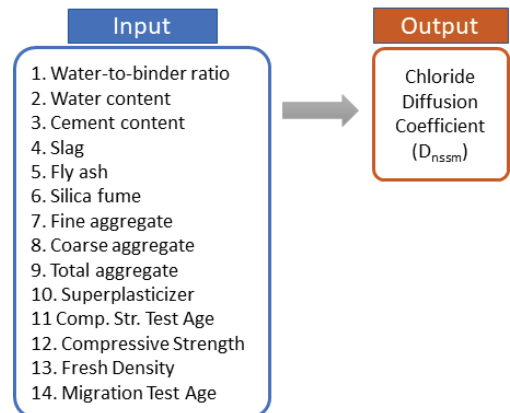 Input
1. Water-to-binder ratio
2. Water content
3. Cement content
4. Slag
5. Fly ash
6. Silica fume
7. Fine aggregate
8. Coarse aggregate
9. Total aggregate
10. Superplasticizer
11 Comp. Str. Test Age
12. Compressive Strength
13. Fresh Density
14. Migration Test Age
Output
Chloride
Diffusion
Coefficient
(Dnssm)